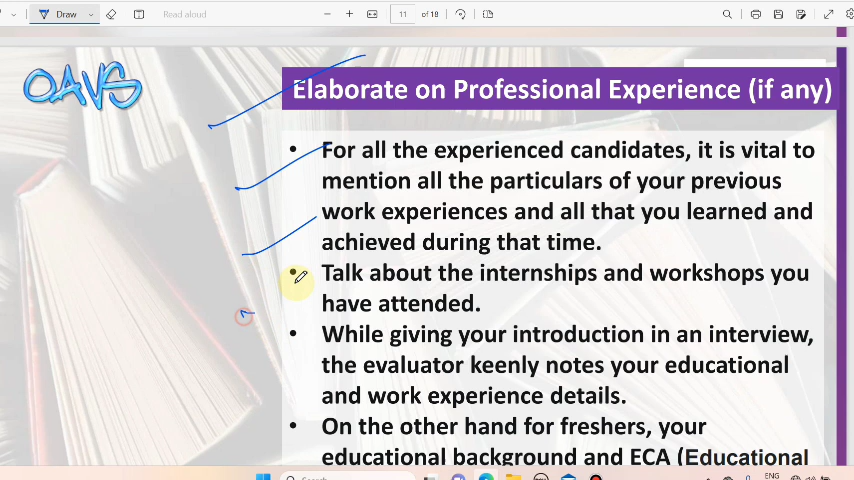 Draw
Read aloud
11 of 18
OAVS
Elaborate on Professional Experience (if any)
• For all the experienced candidates, it is vital to
mention all the particulars of your previous
work experiences and all that you learned and
achieved during that time.
• Talk about the internships and workshops you
have attended.
• While giving your introduction in an interview,
the evaluator keenly notes your educational
and work experience details.
• On the other hand for freshers, your
educational background and ECA (Educational
Search
ENG